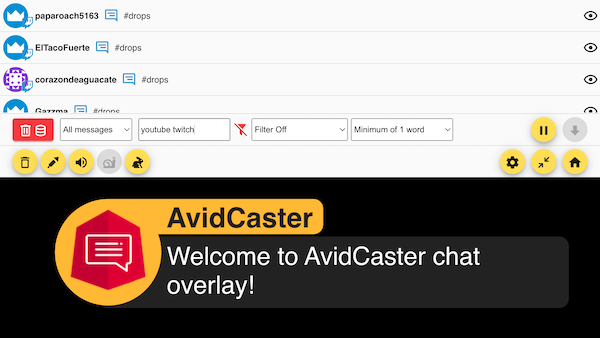 paparoach5163 #drops
ElTacoFuerte #drops
corazondeaguacate #drops
Gazzma #drops
All messages youtube twitch Filter Off Minimum of 1 word
AvidCaster
Welcome to AvidCaster chat
overlay!